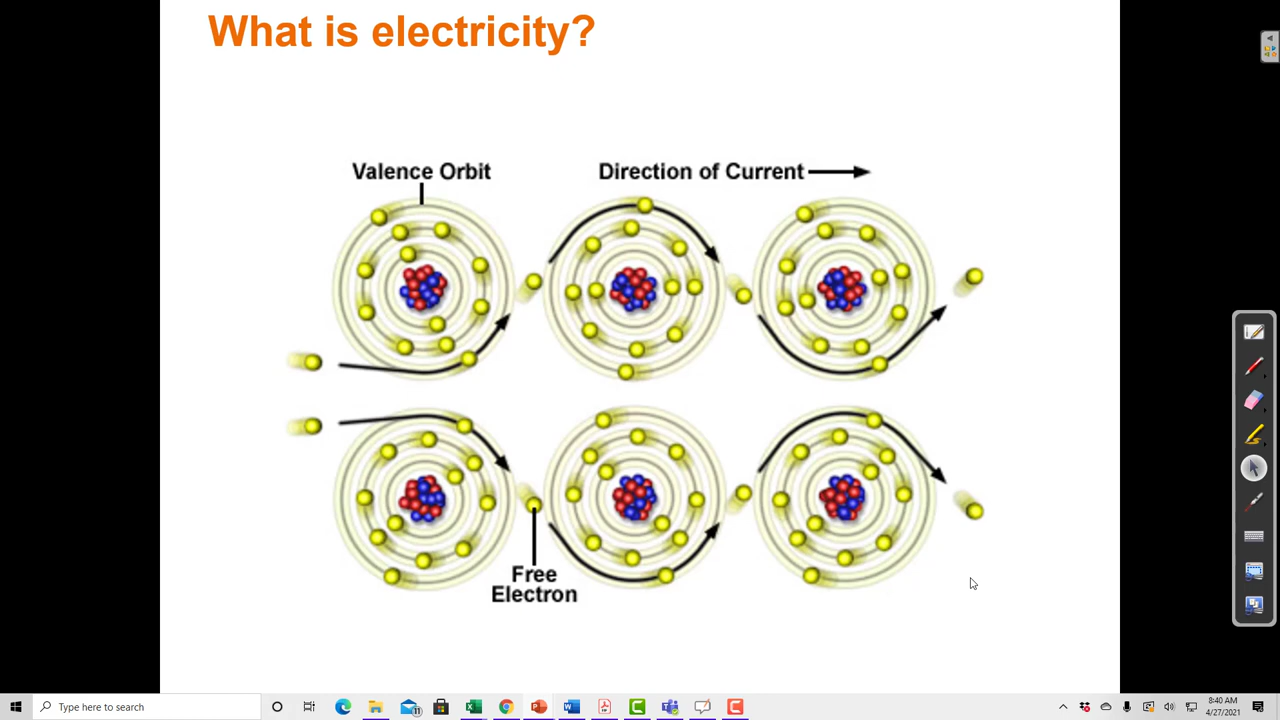 What is electricity?
Valence Orbit
Direction of Current
Free
Electron
Type here to search
11
8:40 AM
4/27/2021